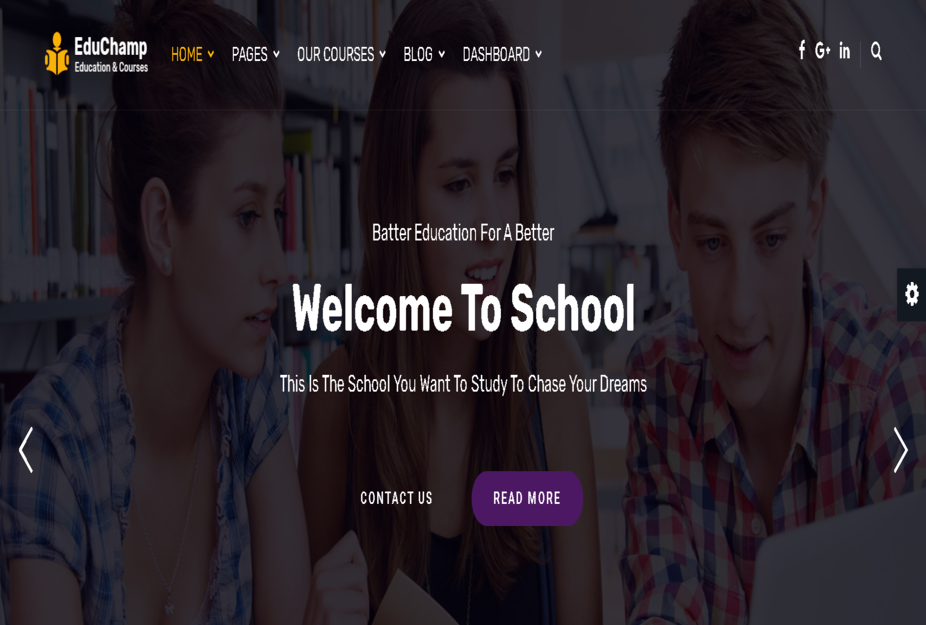 EduChamp
Education & Courses
HOME PAGES OUR COURSES BLOG DASHBOARD
Batter Education For A Better
Welcome To School
This Is The School You Want To Study To Chase Your Dreams
CONTACT US READ MORE